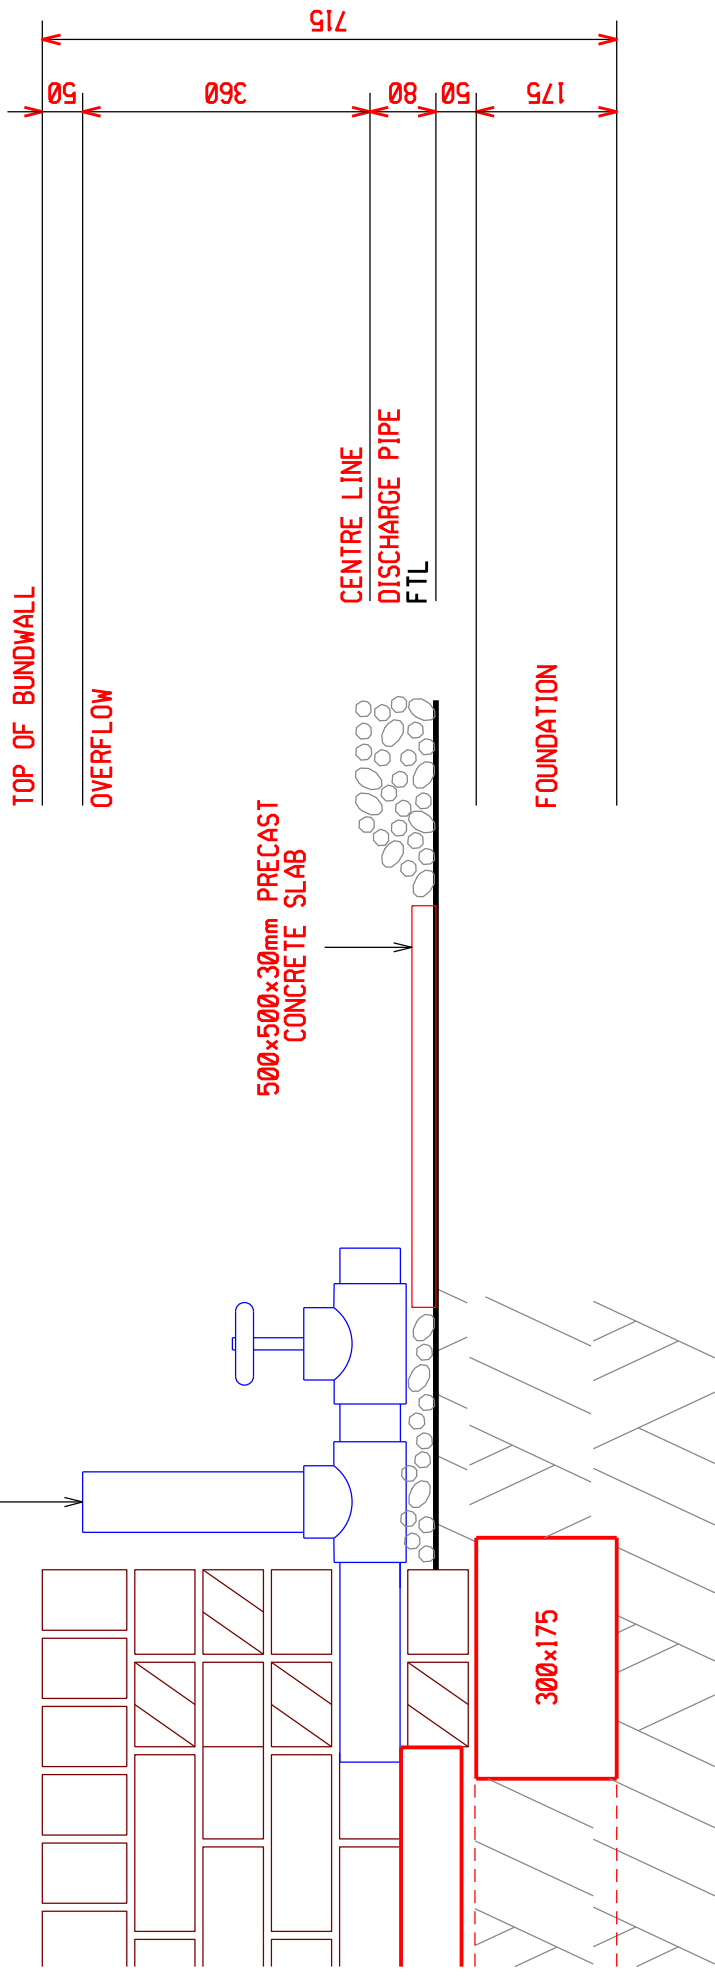 715
50
360
80
50
175
TOP OF BUNDWALL
OVERFLOW
CENTRE LINE
DISCHARGE PIPE
FTL
FOUNDATION
500x500x30mm PRECAST
CONCRETE SLAB
300x175